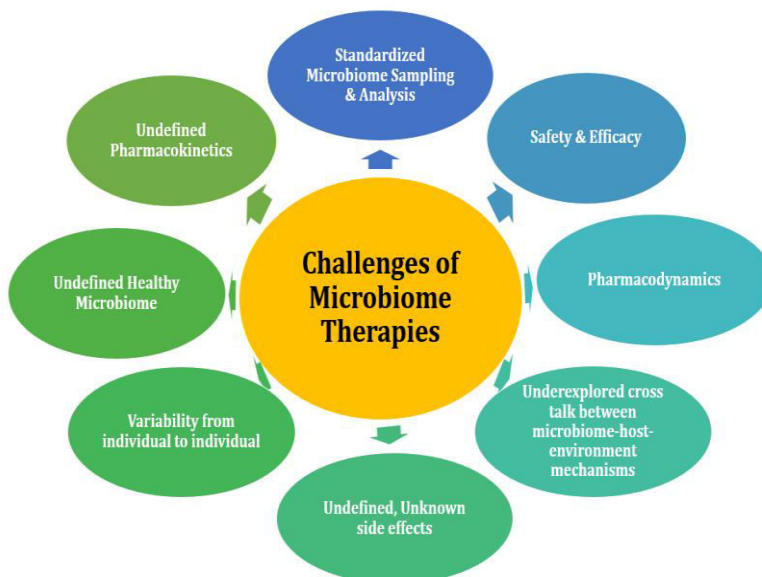 Challenges of
Microbiome
Therapies
Standardized
Microbiome Sampling
& Analysis
Safety & Efficacy
Pharmacodynamics
Underexplored cross
talk between
microbiome-host-
environment
mechanisms
Undefined, Unknown
side effects
Variability from
individual to individual
Undefined Healthy
Microbiome
Undefined
Pharmacokinetics